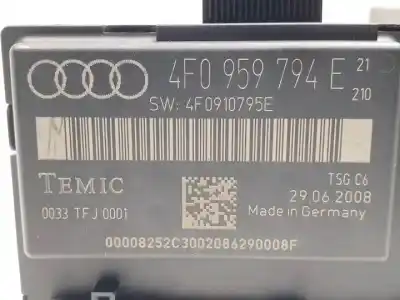 4F0 959 794 E 21
210
SW: 4F0910795E
TEMIC
TSG C6
0033 TFJ 0001
29.06.2008
Made in Germany
00008252C3002086290008F